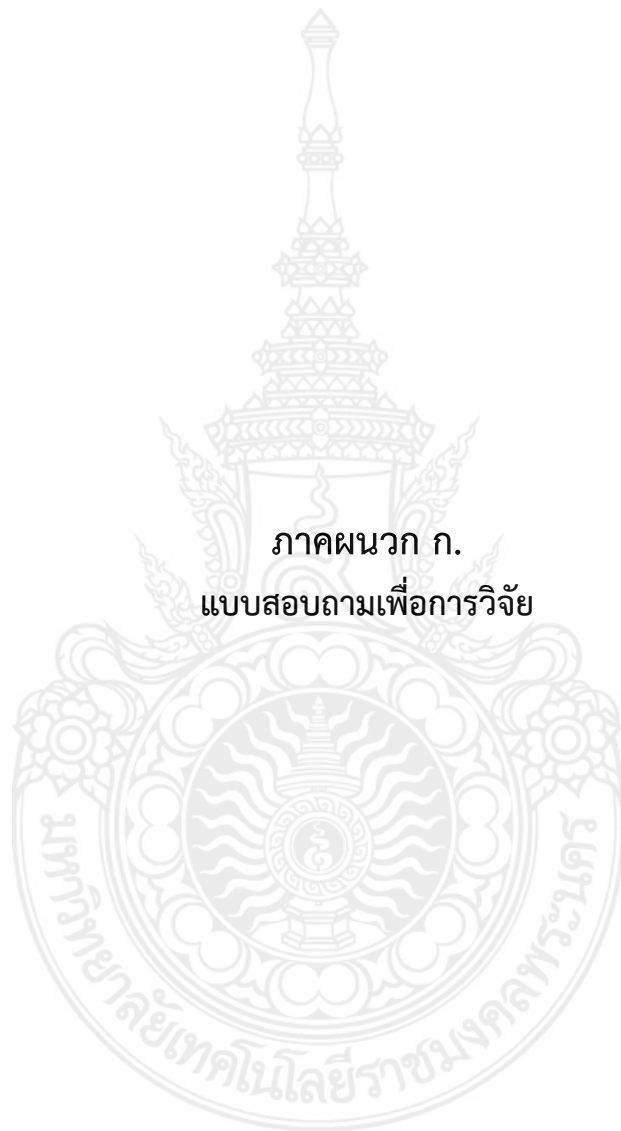 ภาคผนวก ก.
แบบสอบถามเพื่อการวิจัย
มหาวิทยาลัยเทคโนโลยีราชมงคลพระนคร